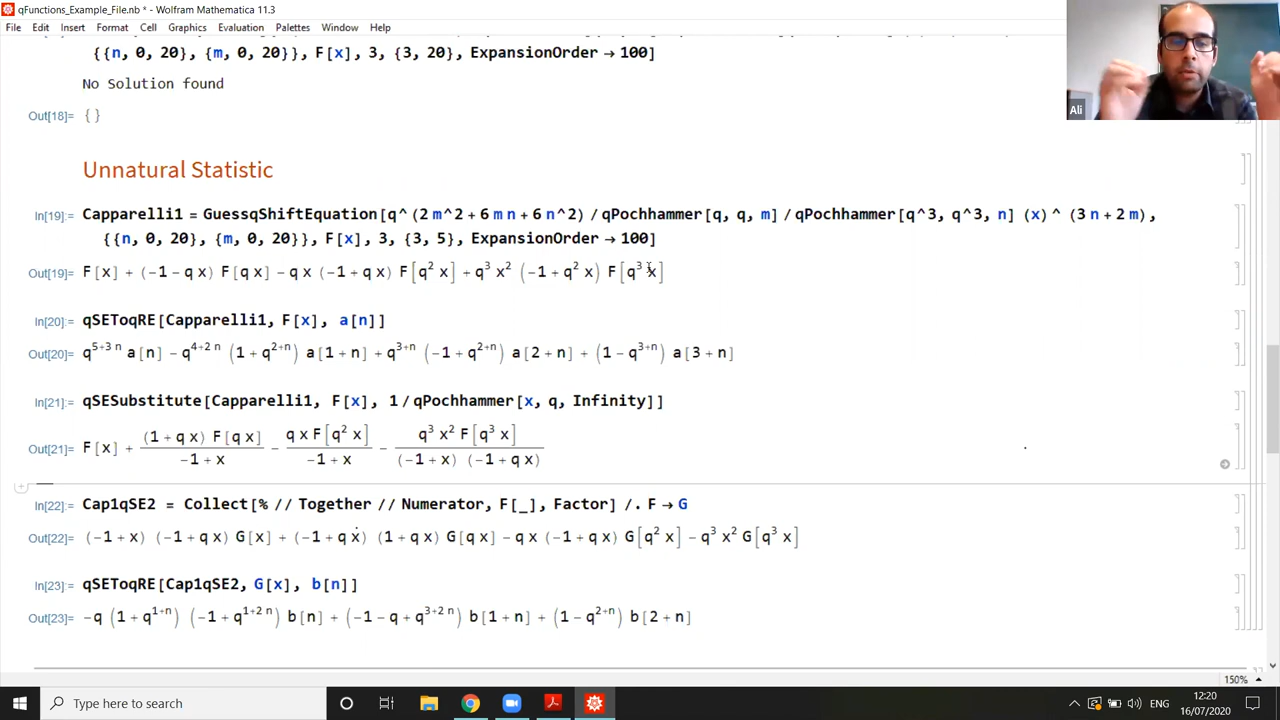 qFunctions_Example_File.nb * - Wolfram Mathematica 11.3
File Edit Insert Format Cell Graphics Evaluation Palettes Window Help
{{n, 0, 20}, {m, 0, 20}}, F[x], 3, {3, 20}, ExpansionOrder → 100]
No Solution found
Out[18]= {}
Ali
Unnatural Statistic
In[19]:= Capparelli1 = GuessqShiftEquation[q^(2 m^2 + 6 m n + 6 n^2) / qPochhammer[q, q, m] / qPochhammer[q^3, q^3, n] (x)^(3 n + 2 m),
{{n, 0, 20}, {m, 0, 20}}, F[x], 3, {3, 5}, ExpansionOrder → 100]
Out[19]= F[x] + (-1 - q x) F[q x] - q x (-1 + q x) F[q² x] + q³ x² (-1 + q² x) F[q³ x]
In[20]:= qSEToqRE[Capparelli1, F[x], a[n]]
Out[20]= q^(5+3 n) a[n] - q^(4+2 n) (1 + q^(2+n)) a[1 + n] + q^(3+n) (-1 + q^(2+n)) a[2 + n] + (1 - q^(3+n)) a[3 + n]
In[21]:= qSESubstitute[Capparelli1, F[x], 1 / qPochhammer[x, q, Infinity]]
Out[21]= F[x] + (1 + q x) F[q x] / (-1 + x) - q x F[q² x] / (-1 + x) - q³ x² F[q³ x] / ((-1 + x) (-1 + q x))
In[22]:= Cap1qSE2 = Collect[% // Together // Numerator, F[_], Factor] /. F → G
Out[22]= (-1 + x) (-1 + q x) G[x] + (-1 + q x) (1 + q x) G[q x] - q x (-1 + q x) G[q² x] - q³ x² G[q³ x]
In[23]:= qSEToqRE[Cap1qSE2, G[x], b[n]]
Out[23]= -q (1 + q^(1+n)) (-1 + q^(1+2 n)) b[n] + (-1 - q + q^(3+2 n)) b[1 + n] + (1 - q^(2+n)) b[2 + n]
150%
Type here to search
ENG
12:20
16/07/2020